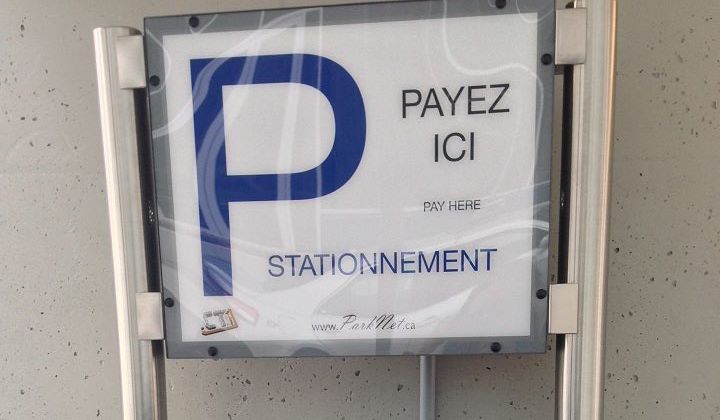 P
PAYEZ
ICI
PAY HERE
STATIONNEMENT
www.ParkNet.ca